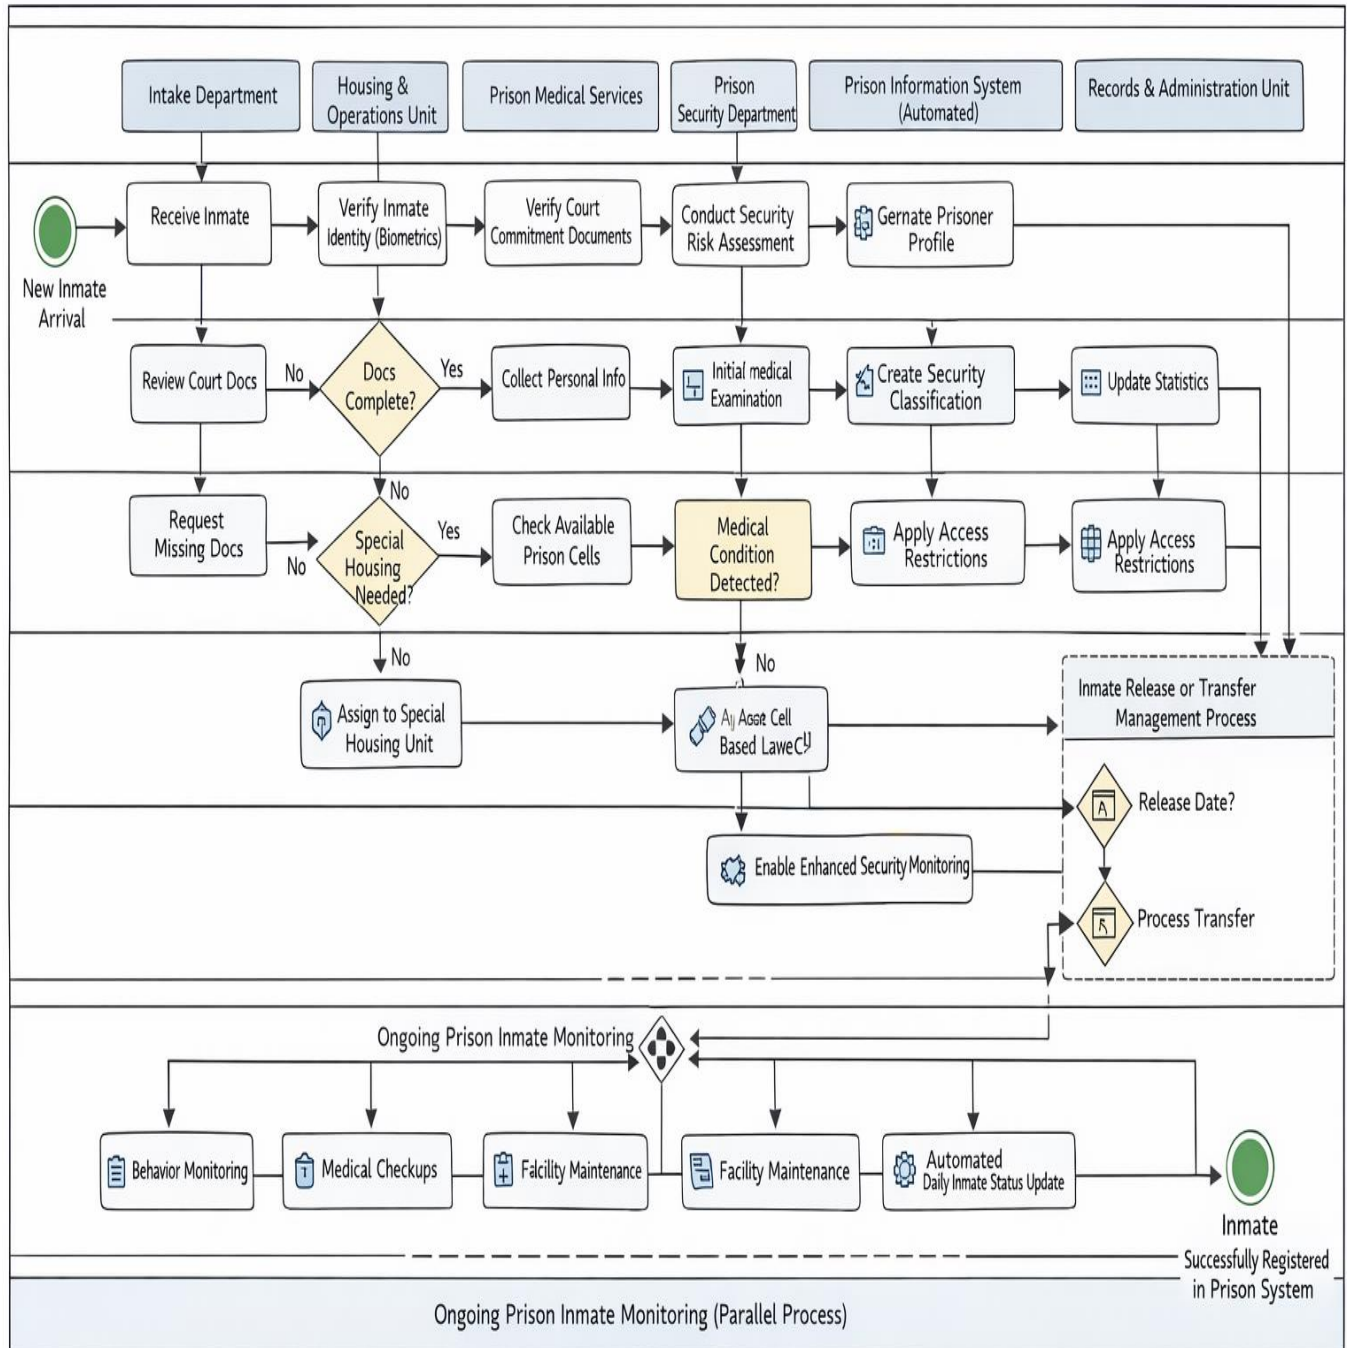 Intake Department
Housing &
Operations Unit
Prison Medical Services
Prison
Security Department
Prison Information System
(Automated)
Records & Administration Unit
New Inmate
Arrival
Receive Inmate
Verify Inmate
Identity (Biometrics)
Verify Court
Commitment Documents
Conduct Security
Risk Assessment
Gernate Prisoner
Profile
Review Court Docs
No
Docs
Complete?
Yes
Collect Personal Info
Initial medical
Examination
Create Security
Classification
Update Statistics
Request
Missing Docs
No
No
Special
Housing
Needed?
Yes
Check Available
Prison Cells
Medical
Condition
Detected?
Apply Access
Restrictions
Apply Access
Restrictions
No
No
Assign to Special
Housing Unit
Cell
Based
Inmate Release or Transfer
Management Process
A
Release Date?
Enable Enhanced Security Monitoring
Process Transfer
Ongoing Prison Inmate Monitoring
Behavior Monitoring
Medical Checkups
Falcility Maintenance
Facility Maintenance
Automated
Daily Inmate Status Update
Inmate
Successfully Registered
in Prison System
Ongoing Prison Inmate Monitoring (Parallel Process)